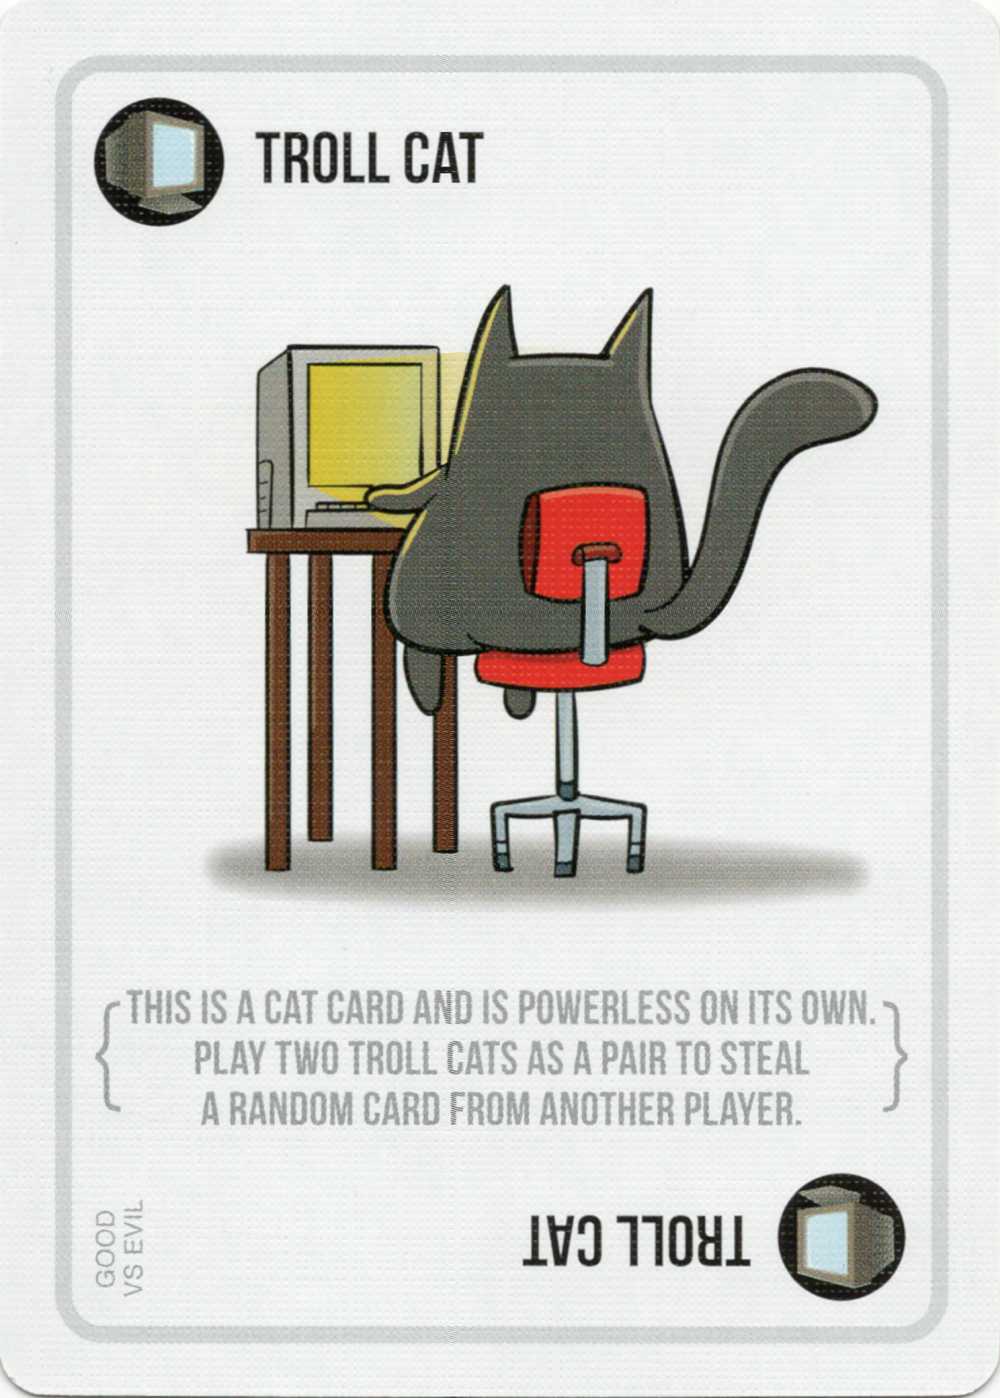 TROLL CAT
THIS IS A CAT CARD AND IS POWERLESS ON ITS OWN.
PLAY TWO TROLL CATS AS A PAIR TO STEAL
A RANDOM CARD FROM ANOTHER PLAYER.
GOOD
VS EVIL
TROLL CAT